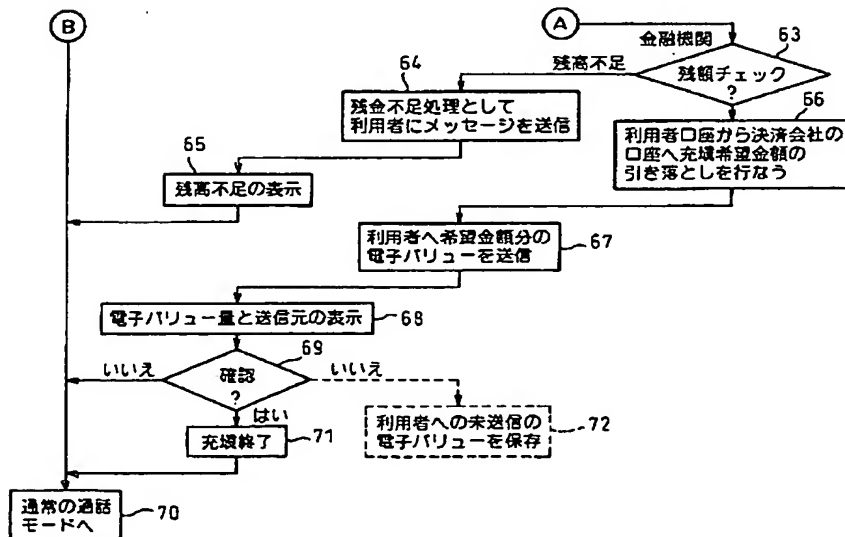 B
A
金融機関
63
残高不足
残額チェック
?
64
残金不足処理として
利用者にメッセージを送信
66
利用者口座から決済会社の
口座へ充填希望金額の
引き落としを行なう
65
残高不足の表示
利用者へ希望金額分の
電子バリューを送信
67
電子バリュー量と送信元の表示
68
69
いいえ
確認
?
いいえ
はい
充填終了
71
利用者への未送信の
電子バリューを保存
72
通常の通話
モードへ
70